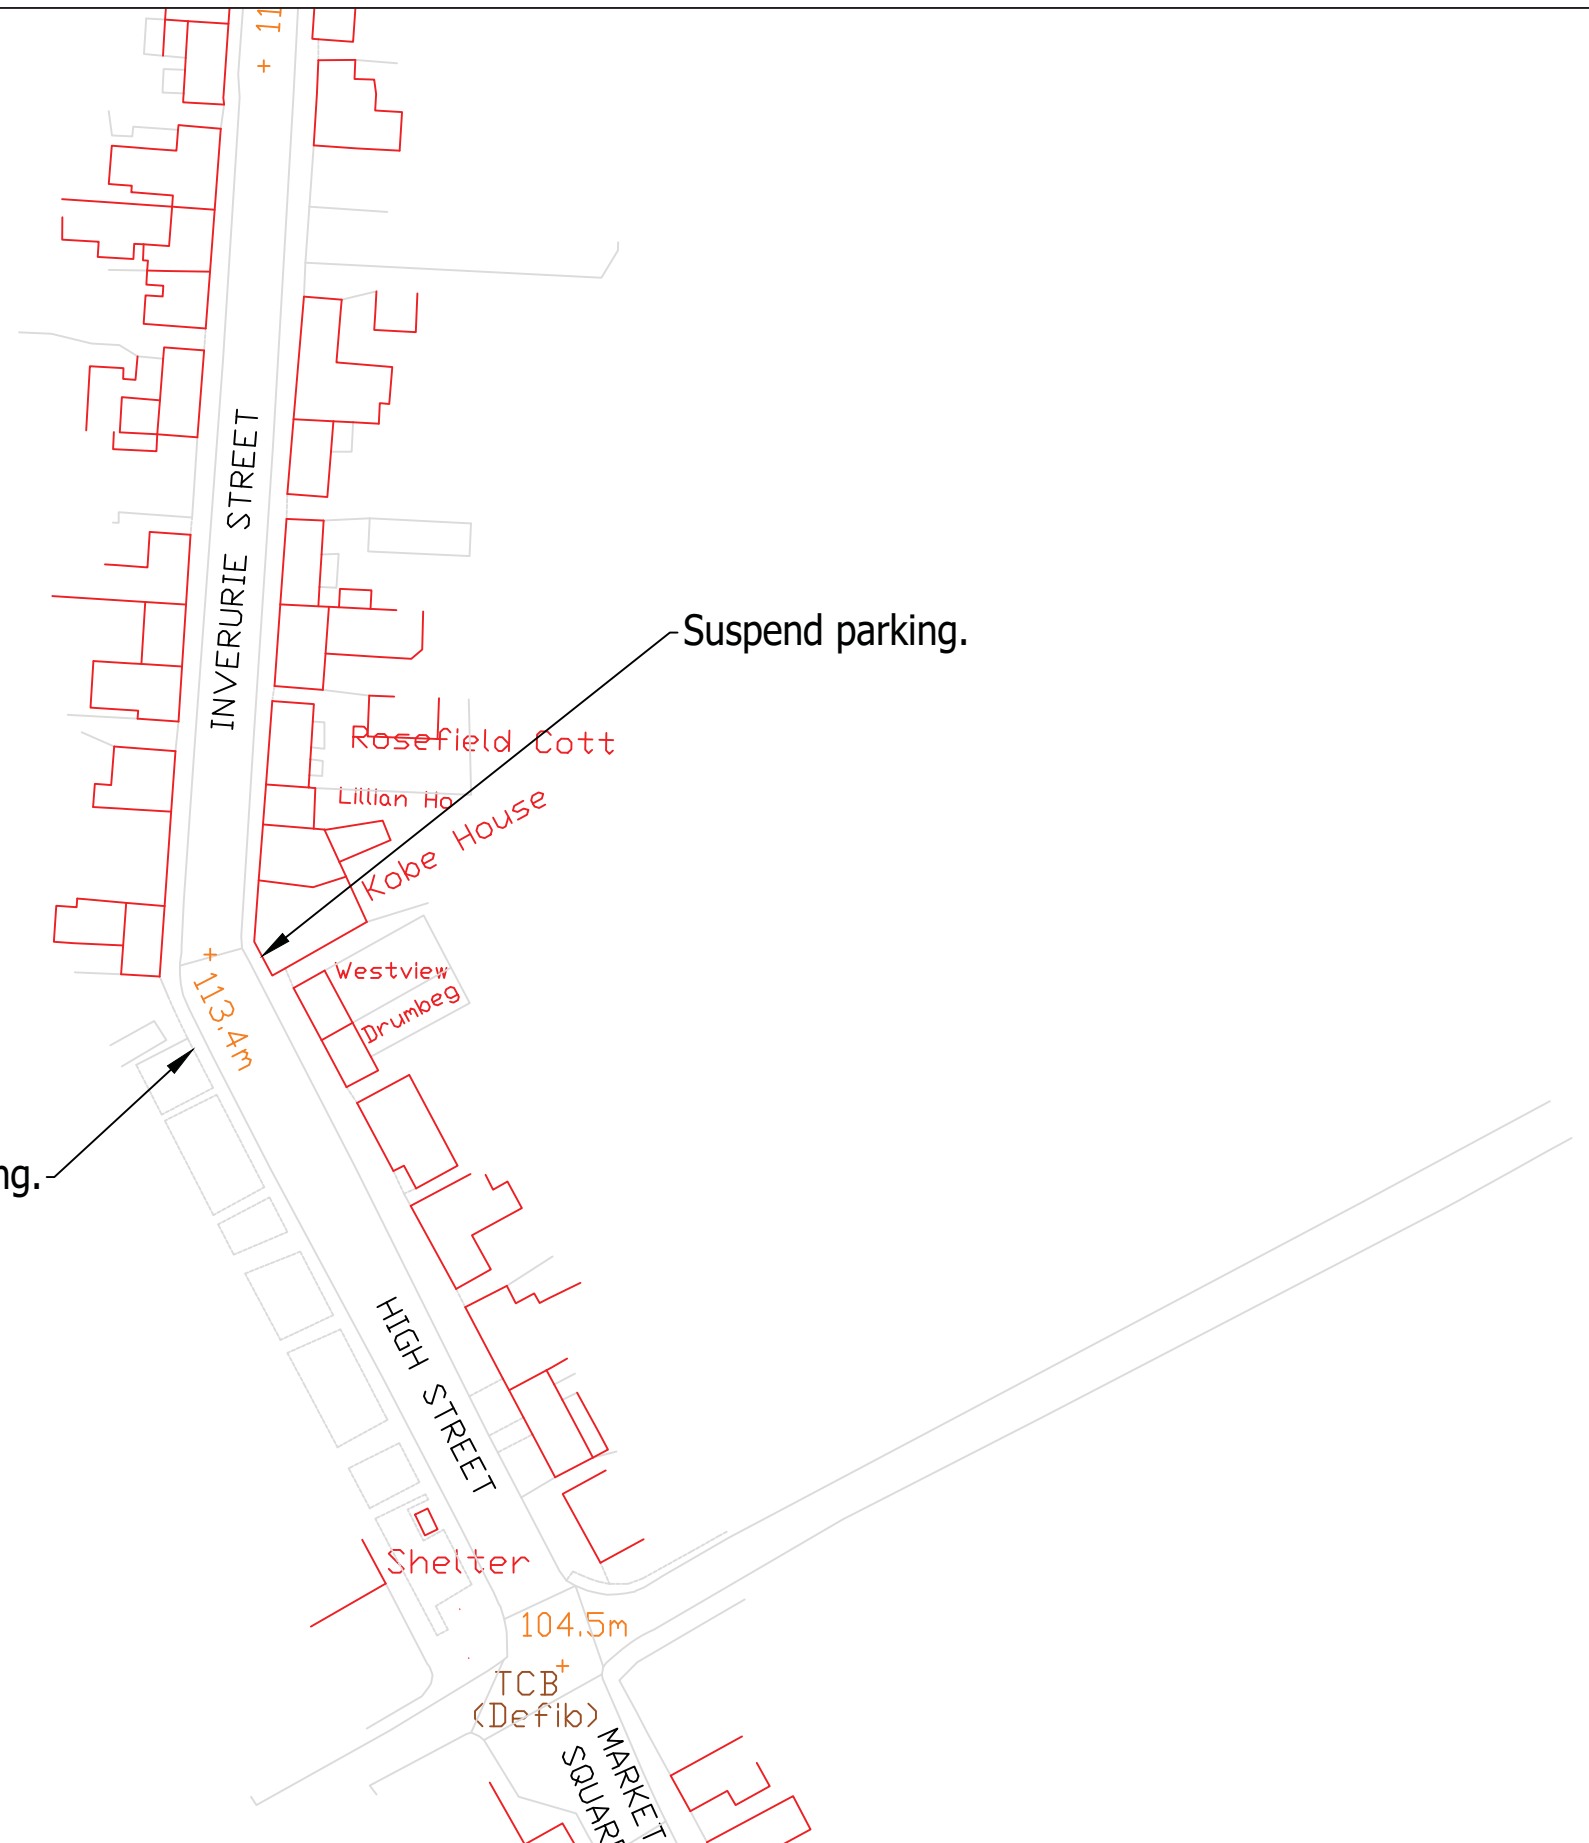 11
INVERURIE STREET
Suspend parking.
Rosefield Cott
Lillian Ho
Kobe House
Westview
Drumbeg
113.4m
ng.
HIGH STREET
Shelter
104.5m
TCB
(Defib)
MARKET
SQUAR